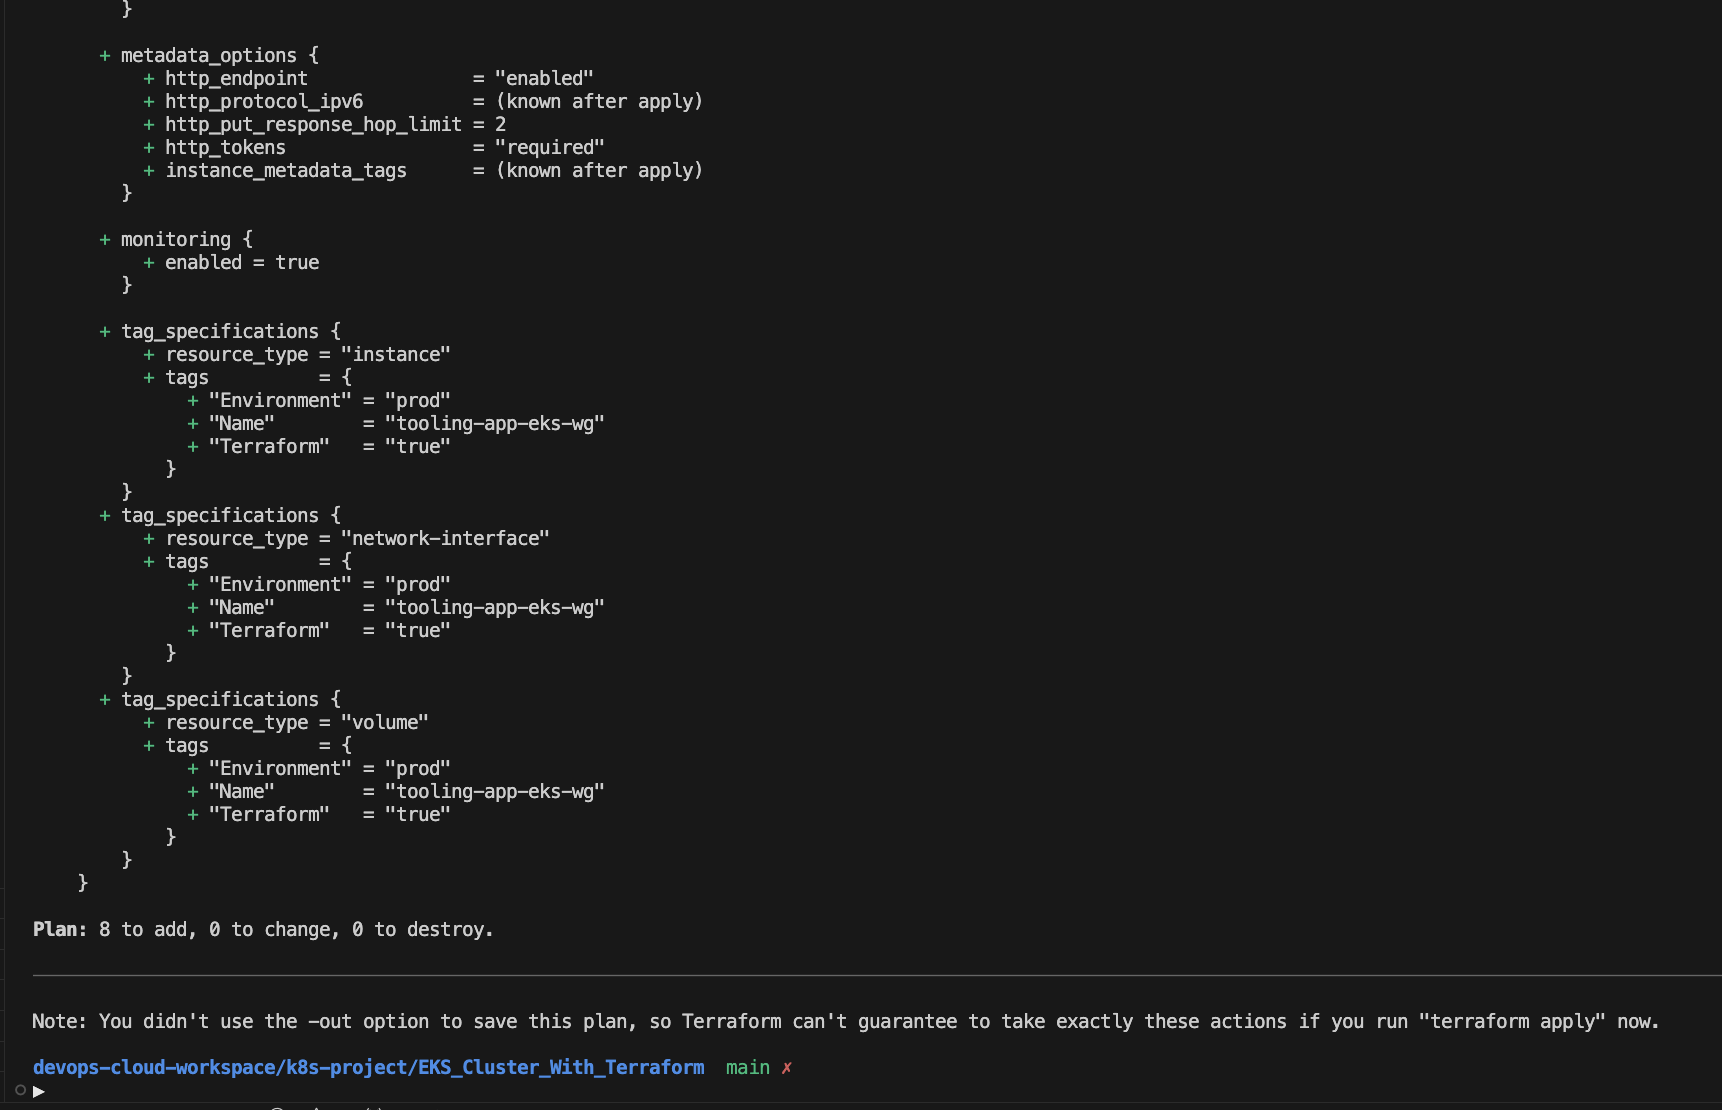 }
+ metadata_options {
+ http_endpoint = "enabled"
+ http_protocol_ipv6 = (known after apply)
+ http_put_response_hop_limit = 2
+ http_tokens = "required"
+ instance_metadata_tags = (known after apply)
}
+ monitoring {
+ enabled = true
}
+ tag_specifications {
+ resource_type = "instance"
+ tags = {
+ "Environment" = "prod"
+ "Name" = "tooling-app-eks-wg"
+ "Terraform" = "true"
}
}
+ tag_specifications {
+ resource_type = "network-interface"
+ tags = {
+ "Environment" = "prod"
+ "Name" = "tooling-app-eks-wg"
+ "Terraform" = "true"
}
}
+ tag_specifications {
+ resource_type = "volume"
+ tags = {
+ "Environment" = "prod"
+ "Name" = "tooling-app-eks-wg"
+ "Terraform" = "true"
}
}
}
Plan: 8 to add, 0 to change, 0 to destroy.
Note: You didn't use the -out option to save this plan, so Terraform can't guarantee to take exactly these actions if you run "terraform apply" now.
devops-cloud-workspace/k8s-project/EKS_Cluster_With_Terraform main ✗